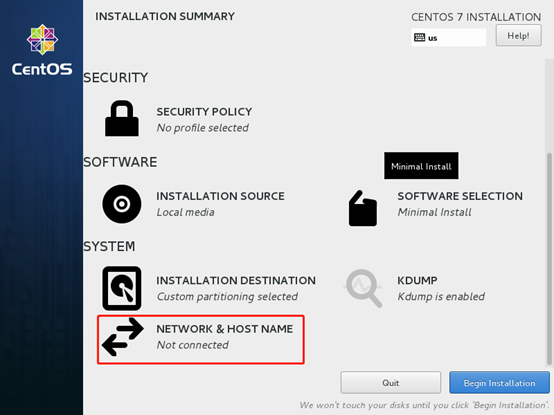 INSTALLATION SUMMARY
CENTOS 7 INSTALLATION
us
Help!
CentOS
SECURITY
SECURITY POLICY
No profile selected
SOFTWARE
Minimal Install
INSTALLATION SOURCE
Local media
SOFTWARE SELECTION
Minimal Install
SYSTEM
INSTALLATION DESTINATION
Custom partitioning selected
KDUMP
Kdump is enabled
NETWORK & HOST NAME
Not connected
Quit
Begin Installation
We won't touch your disks until you click 'Begin Installation'.